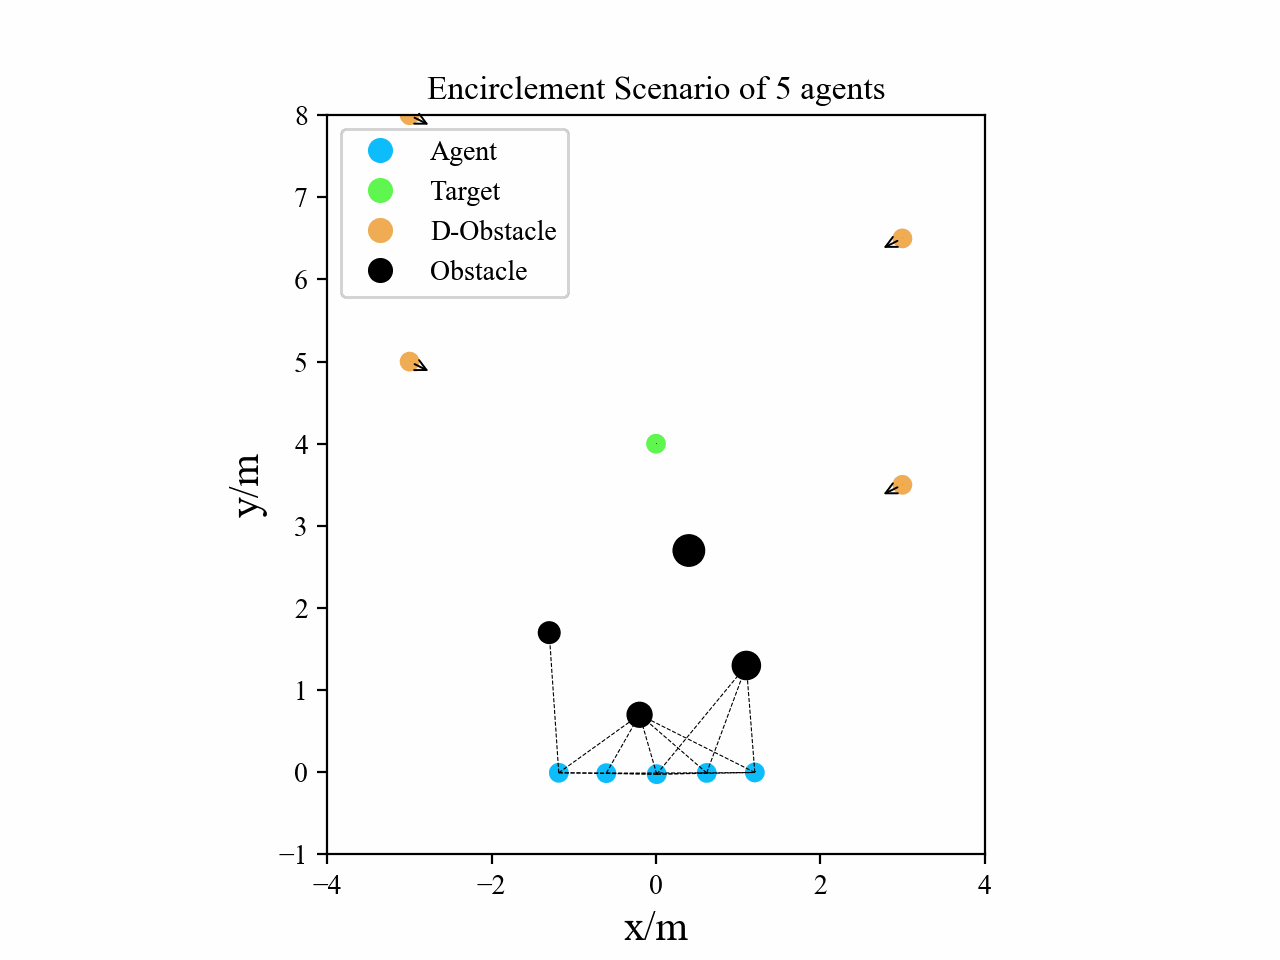 Encirclement Scenario of 5 agents
8
7
6
5
4
3
2
1
0
−1
Agent
Target
D-Obstacle
Obstacle
y/m
−4
−2
0
2
4
x/m